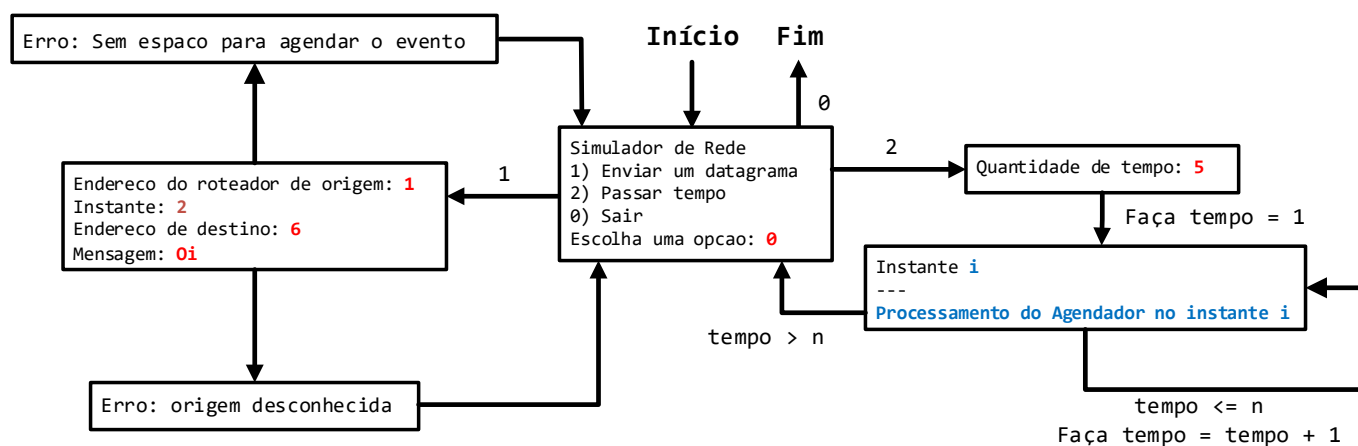 Erro: Sem espaco para agendar o evento
Início Fim
0
Simulador de Rede
1) Enviar um datagrama
2) Passar tempo
0) Sair
Escolha uma opcao: 0
1
2
Endereco do roteador de origem: 1
Instante: 2
Endereco de destino: 6
Mensagem: Oi
Quantidade de tempo: 5
Faça tempo = 1
Instante i
---
Processamento do Agendador no instante i
tempo > n
Erro: origem desconhecida
tempo <= n
Faça tempo = tempo + 1